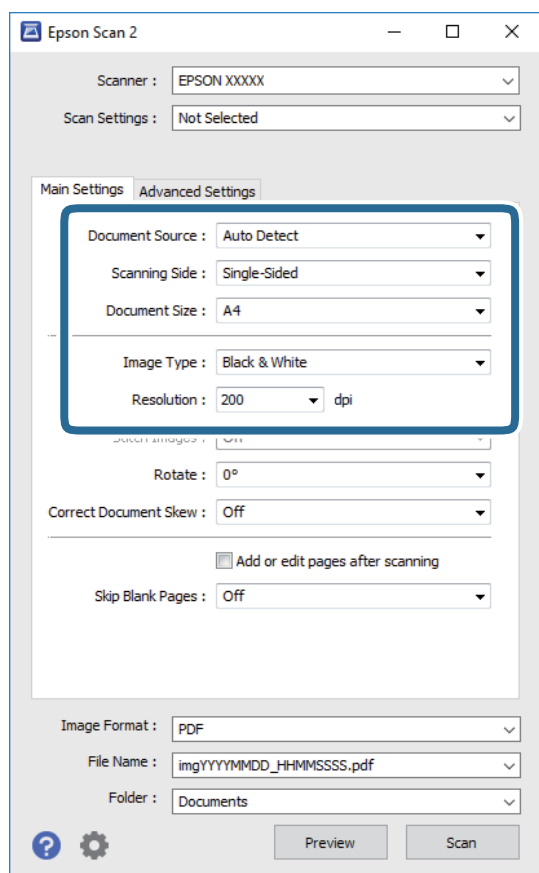 Epson Scan 2
Scanner : EPSON XXXXX
Scan Settings : Not Selected
Main Settings Advanced Settings
Document Source : Auto Detect
Scanning Side : Single-Sided
Document Size : A4
Image Type : Black & White
Resolution : 200 dpi
Stitch Images : On
Rotate : 0°
Correct Document Skew : Off
Add or edit pages after scanning
Skip Blank Pages : Off
Image Format : PDF
File Name : imgYYYYMMDD_HHMMSSSS.pdf
Folder : Documents
? Preview Scan